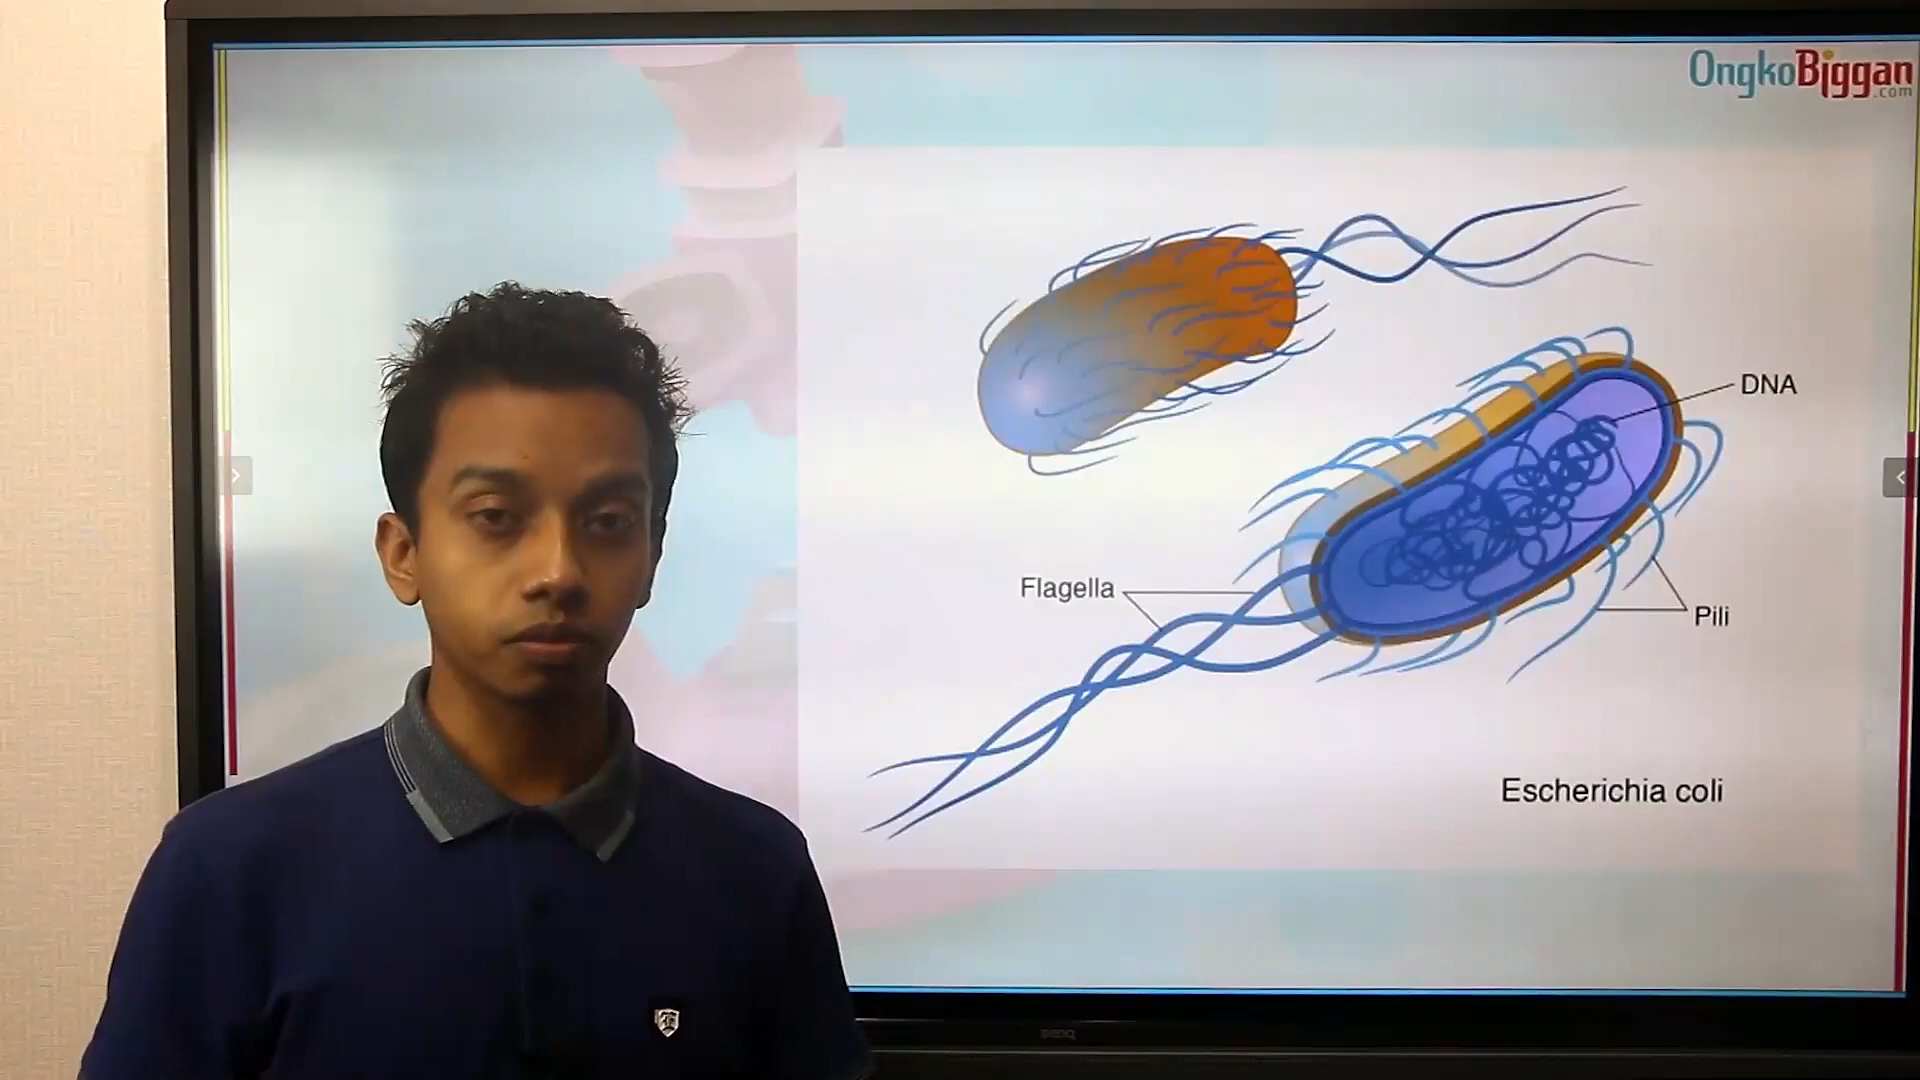 OngkoBiggan
.com
DNA
Flagella
Pili
Escherichia coli
BenQ